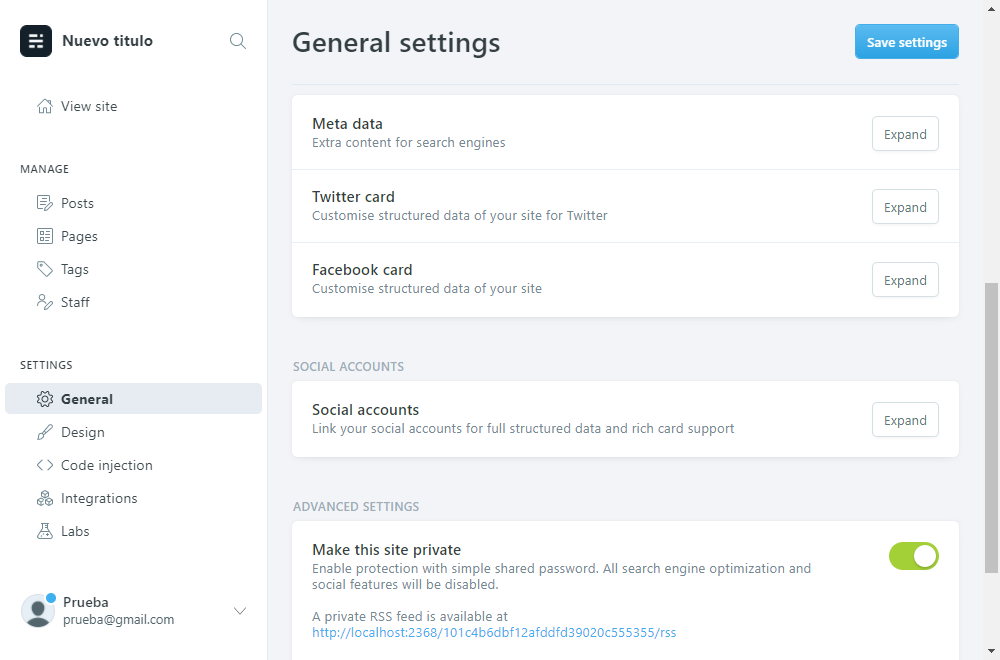 Nuevo titulo
View site
MANAGE
Posts
Pages
Tags
Staff
SETTINGS
General
Design
Code injection
Integrations
Labs
Prueba
prueba@gmail.com
General settings
Save settings
Meta data
Extra content for search engines
Expand
Twitter card
Customise structured data of your site for Twitter
Expand
Facebook card
Customise structured data of your site
Expand
SOCIAL ACCOUNTS
Social accounts
Link your social accounts for full structured data and rich card support
Expand
ADVANCED SETTINGS
Make this site private
Enable protection with simple shared password. All search engine optimization and
social features will be disabled.
A private RSS feed is available at
http://localhost:2368/101c4b6dbf12afddfd39020c555355/rss